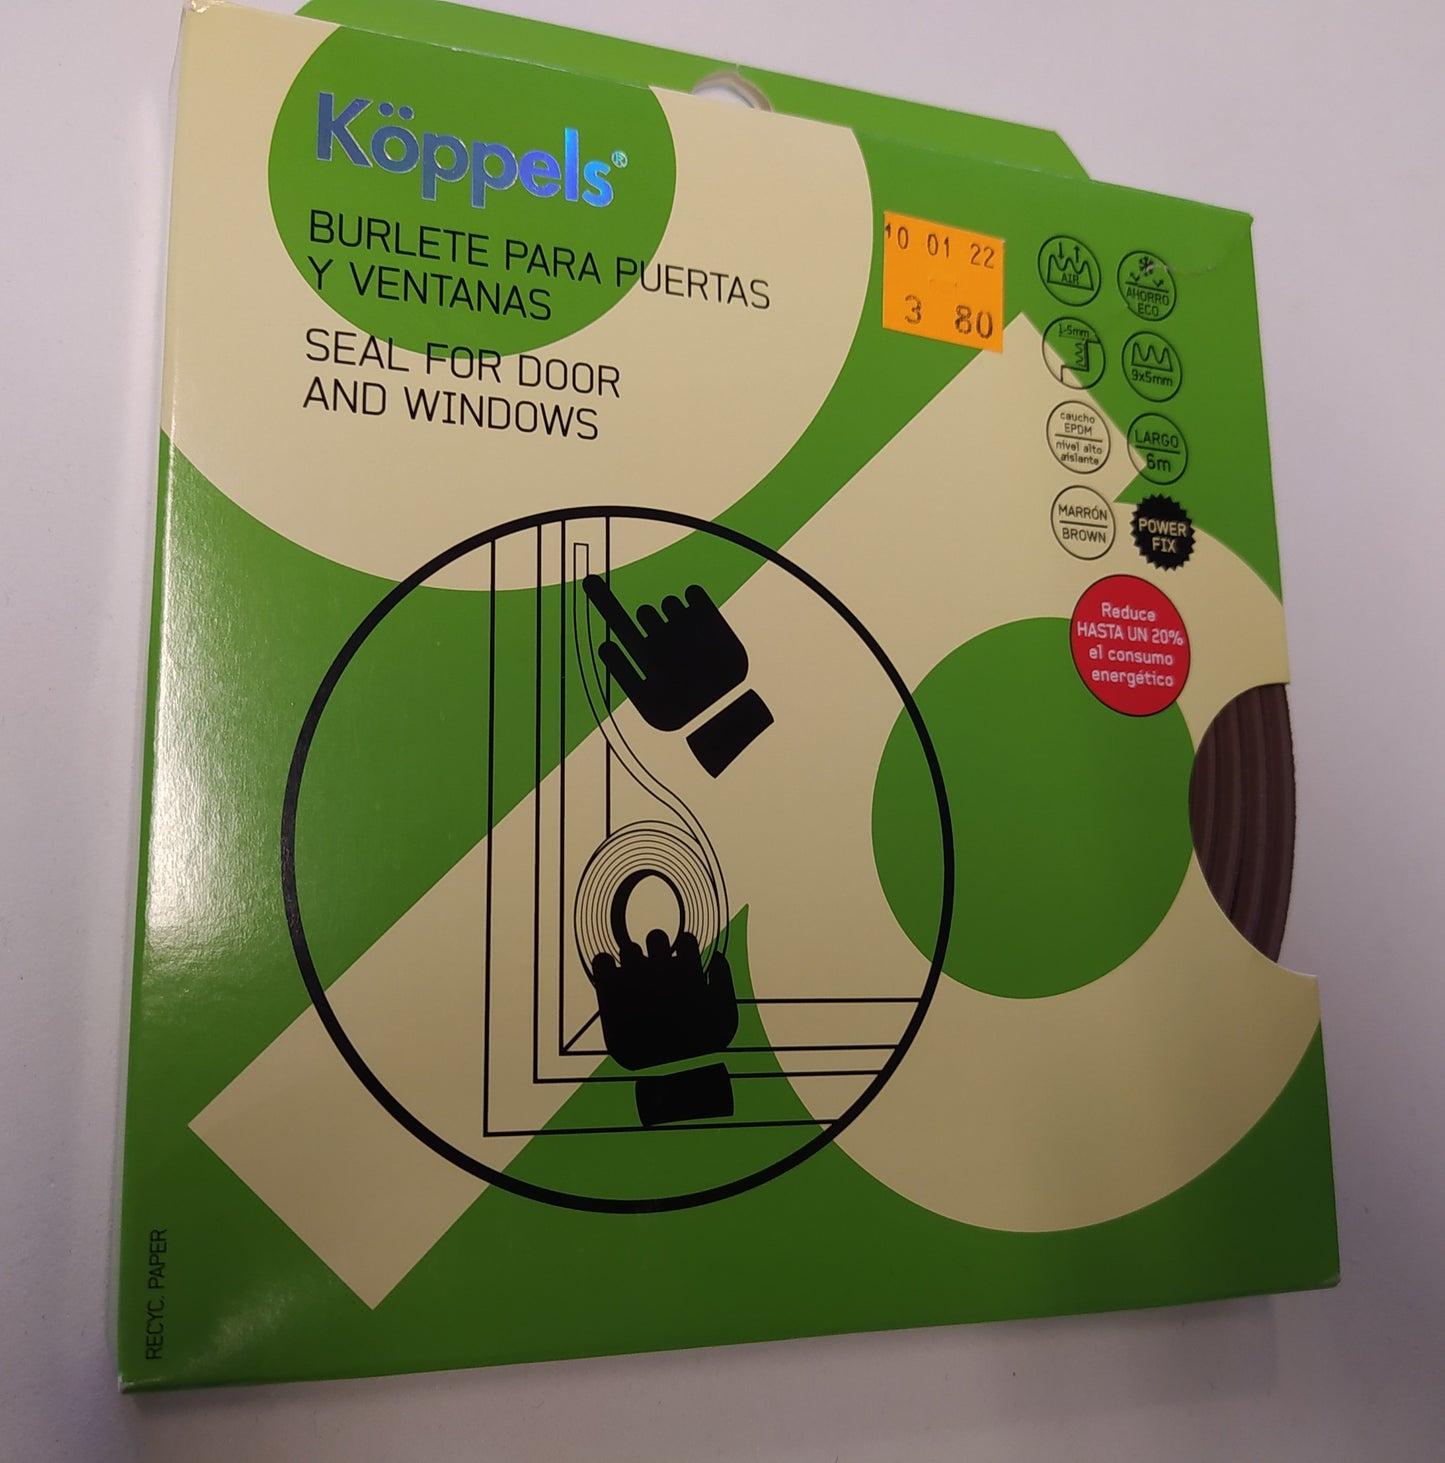 Köppels®
BURLETE PARA PUERTAS
Y VENTANAS
SEAL FOR DOOR
AND WINDOWS
10 01 22
3 80
AIR
AHORRO
ECO
1-5mm
9x5mm
caucho
EPDM
nivel alto
aislante
LARGO
6m
MARRÓN
BROWN
POWER
FIX
Reduce
HASTA UN 20%
el consumo
energético
RECYC. PAPER